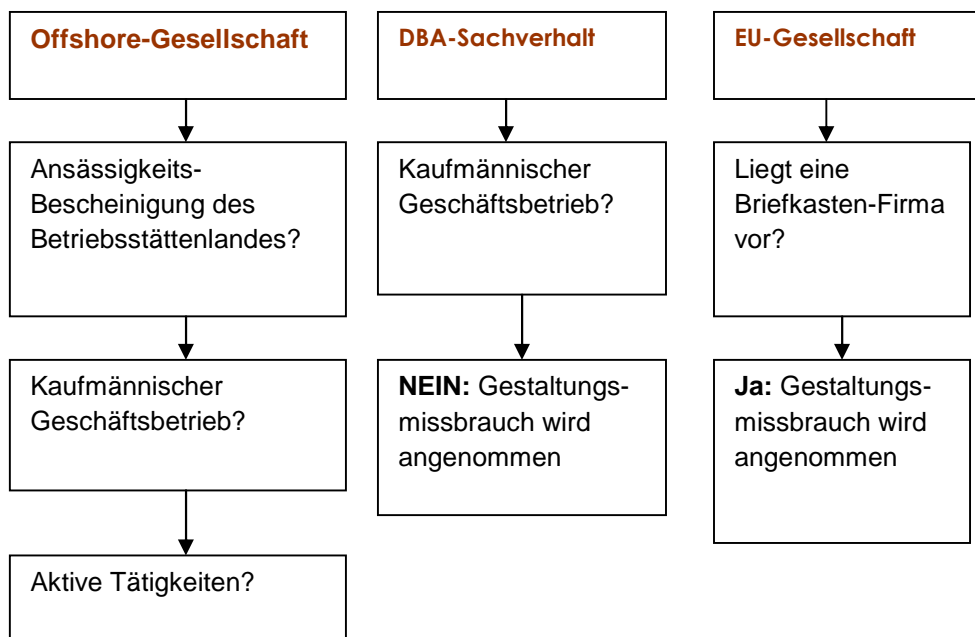 Offshore-Gesellschaft
Ansässigkeits-
Bescheinigung des
Betriebsstättenlandes?
Kaufmännischer
Geschäftsbetrieb?
Aktive Tätigkeiten?
DBA-Sachverhalt
Kaufmännischer
Geschäftsbetrieb?
NEIN: Gestaltungs-
missbrauch wird
angenommen
EU-Gesellschaft
Liegt eine
Briefkasten-Firma
vor?
Ja: Gestaltungs-
missbrauch wird
angenommen